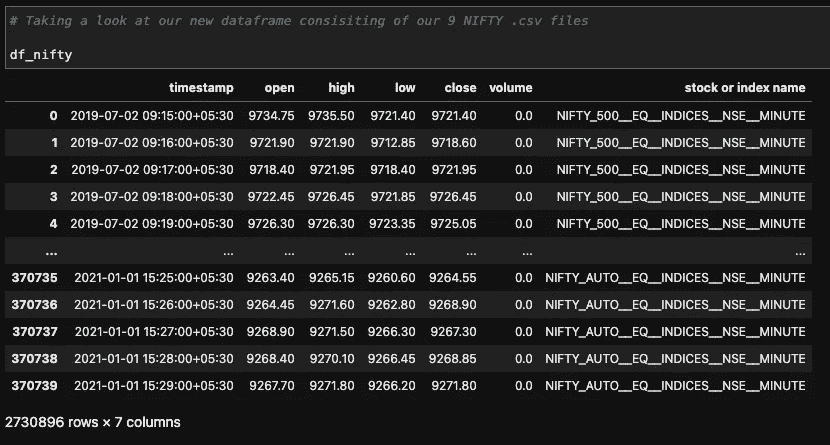 # Taking a look at our new dataframe consisiting of our 9 NIFTY .csv files
df_nifty
timestamp open high low close volume stock or index name
0 2019-07-02 09:15:00+05:30 9734.75 9735.50 9721.40 9721.40 0.0 NIFTY_500__EQ__INDICES__NSE__MINUTE
1 2019-07-02 09:16:00+05:30 9721.90 9721.90 9712.85 9718.60 0.0 NIFTY_500__EQ__INDICES__NSE__MINUTE
2 2019-07-02 09:17:00+05:30 9718.40 9721.95 9718.40 9721.95 0.0 NIFTY_500__EQ__INDICES__NSE__MINUTE
3 2019-07-02 09:18:00+05:30 9722.45 9726.45 9721.85 9726.45 0.0 NIFTY_500__EQ__INDICES__NSE__MINUTE
4 2019-07-02 09:19:00+05:30 9726.30 9726.30 9723.35 9725.05 0.0 NIFTY_500__EQ__INDICES__NSE__MINUTE
... ... ... ... ... ... ... ...
370735 2021-01-01 15:25:00+05:30 9263.40 9265.15 9260.60 9264.55 0.0 NIFTY_AUTO__EQ__INDICES__NSE__MINUTE
370736 2021-01-01 15:26:00+05:30 9264.45 9271.60 9262.80 9268.90 0.0 NIFTY_AUTO__EQ__INDICES__NSE__MINUTE
370737 2021-01-01 15:27:00+05:30 9268.90 9271.50 9266.30 9267.30 0.0 NIFTY_AUTO__EQ__INDICES__NSE__MINUTE
370738 2021-01-01 15:28:00+05:30 9268.40 9270.10 9266.45 9268.85 0.0 NIFTY_AUTO__EQ__INDICES__NSE__MINUTE
370739 2021-01-01 15:29:00+05:30 9267.70 9271.80 9266.20 9271.80 0.0 NIFTY_AUTO__EQ__INDICES__NSE__MINUTE
2730896 rows × 7 columns